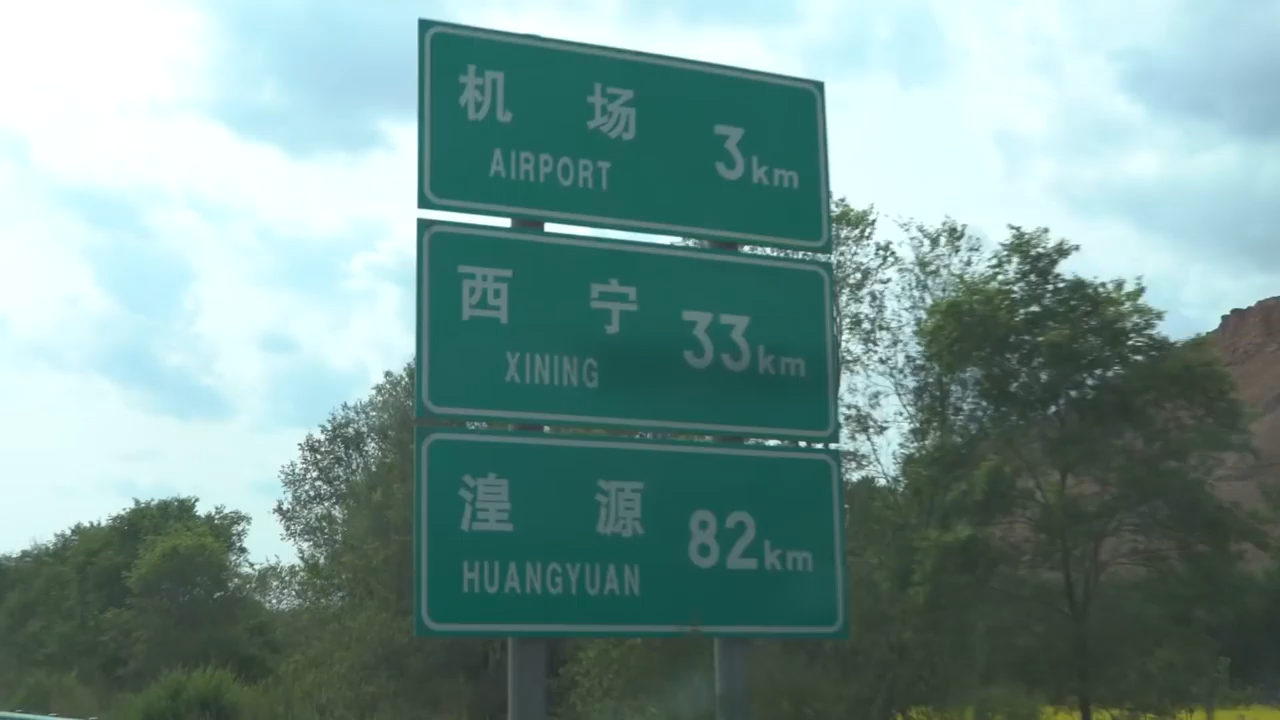 机 场 3km
AIRPORT
西 宁 33km
XINING
湟 源 82km
HUANGYUAN